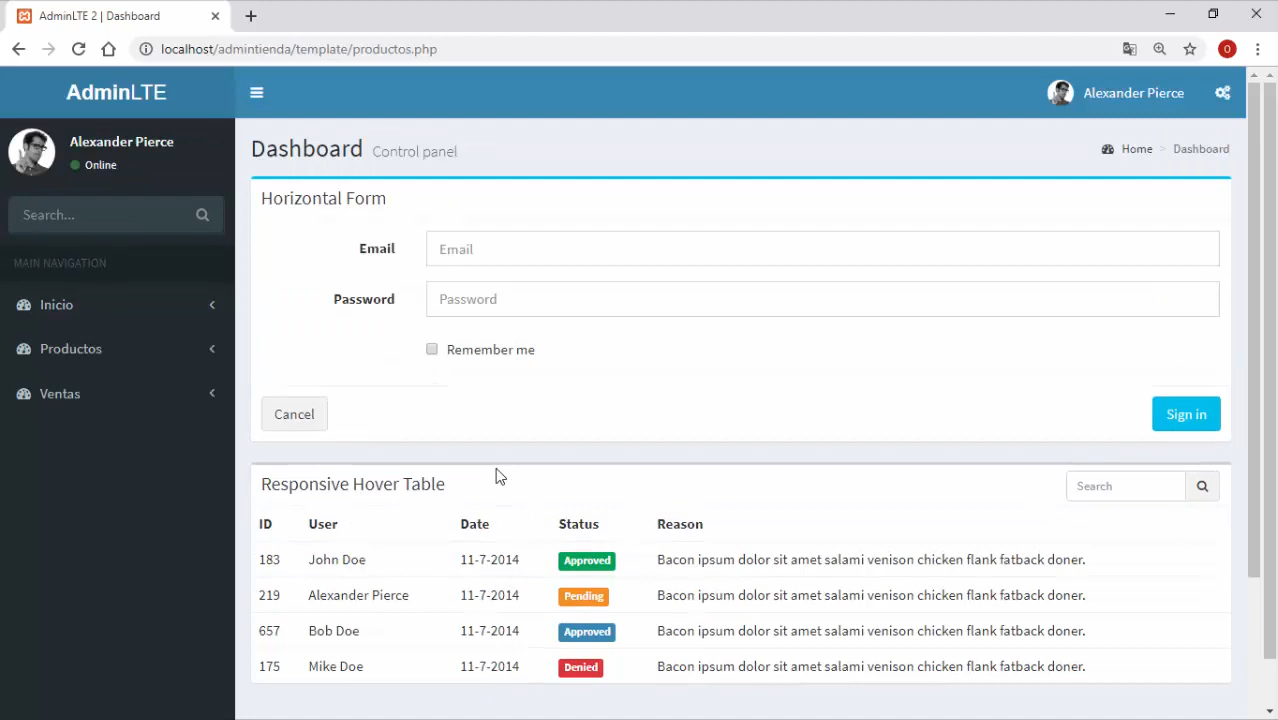 AdminLTE 2 | Dashboard
localhost/admintienda/template/productos.php
O
AdminLTE
Alexander Pierce
Alexander Pierce
Online
Search...
MAIN NAVIGATION
Inicio
Productos
Ventas
Dashboard Control panel
Home > Dashboard
Horizontal Form
Email Email
Password Password
Remember me
Cancel Sign in
Responsive Hover Table Search
ID User Date Status Reason
183 John Doe 11-7-2014 Approved Bacon ipsum dolor sit amet salami venison chicken flank fatback doner.
219 Alexander Pierce 11-7-2014 Pending Bacon ipsum dolor sit amet salami venison chicken flank fatback doner.
657 Bob Doe 11-7-2014 Approved Bacon ipsum dolor sit amet salami venison chicken flank fatback doner.
175 Mike Doe 11-7-2014 Denied Bacon ipsum dolor sit amet salami venison chicken flank fatback doner.